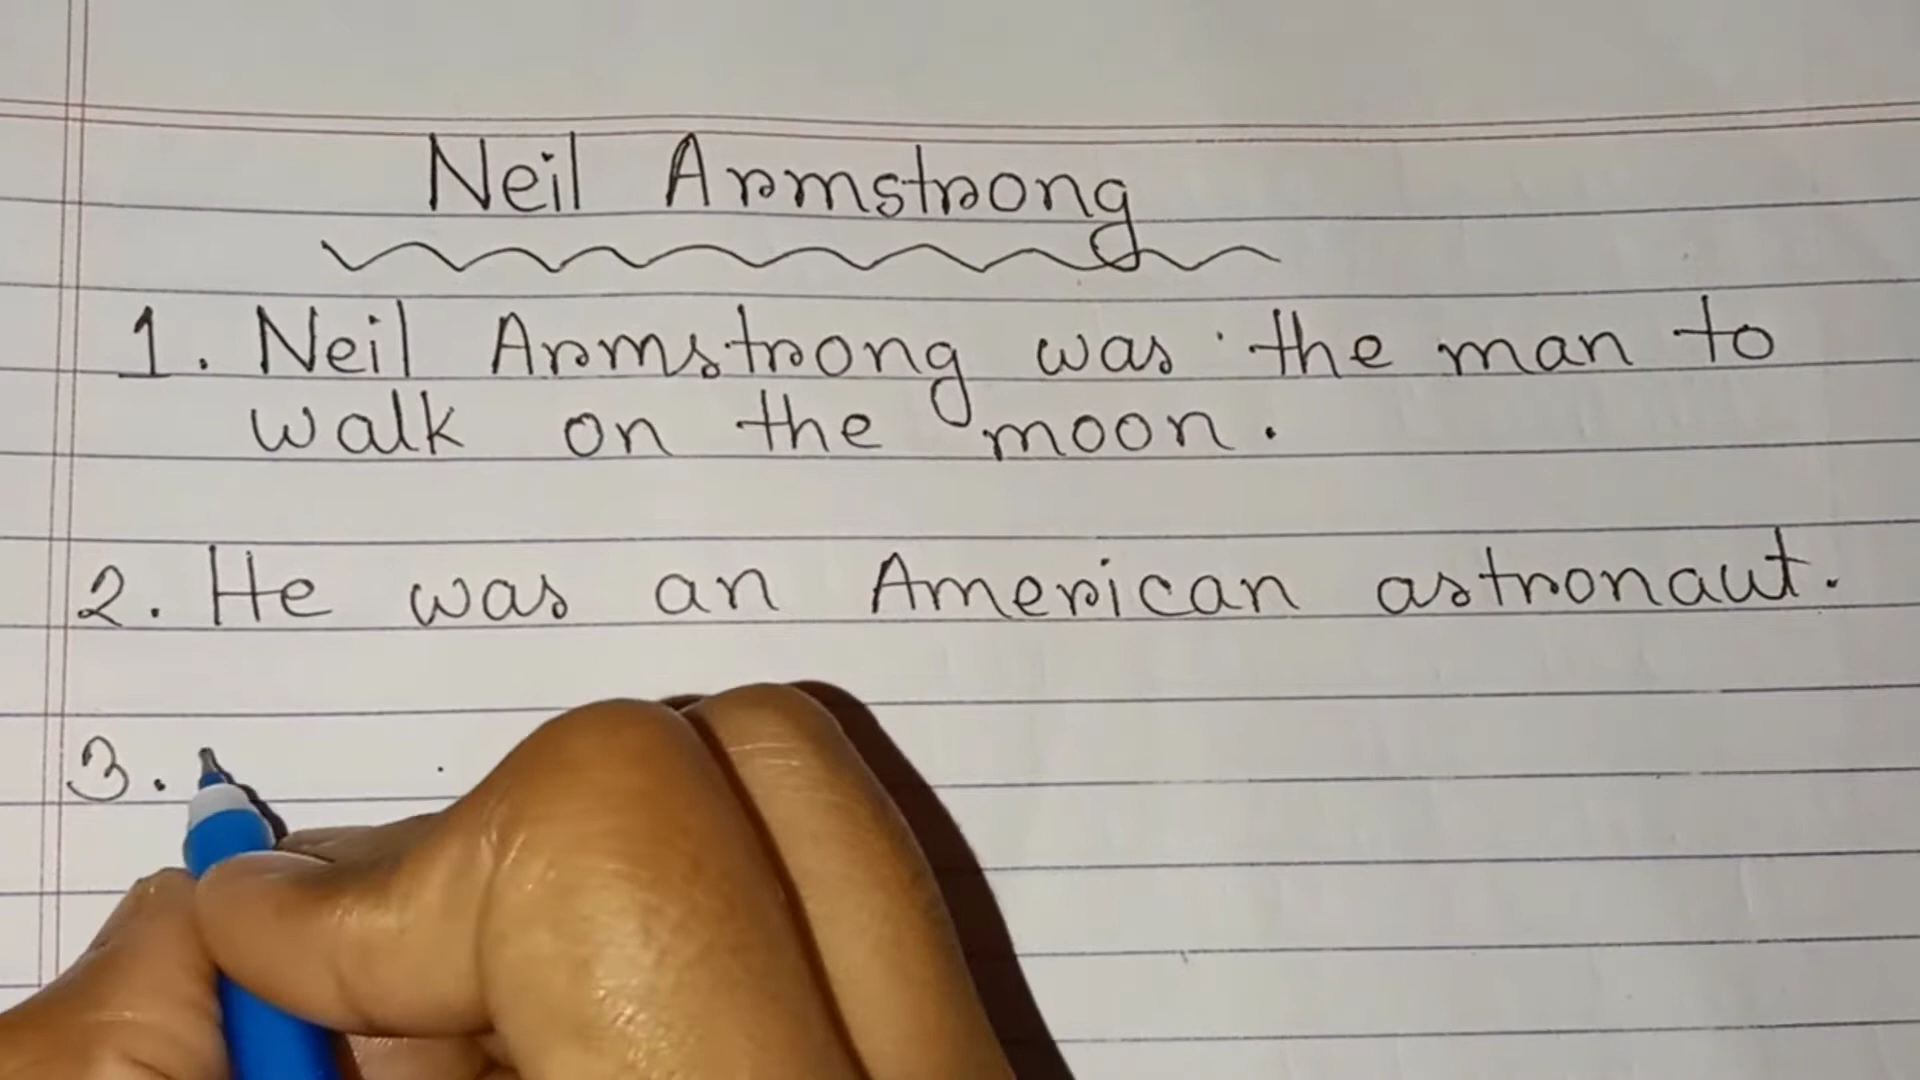 Neil Armstrong
1. Neil Armstrong was the man to
walk on the moon.
2. He was an American astronaut.
3.